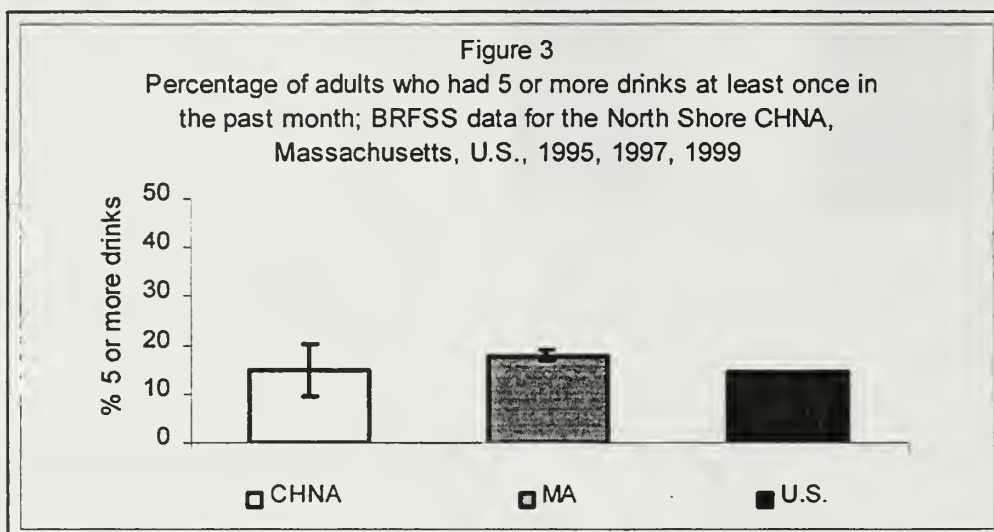 Figure 3
Percentage of adults who had 5 or more drinks at least once in
the past month; BRFSS data for the North Shore CHNA,
Massachusetts, U.S., 1995, 1997, 1999
% 5 or more drinks
50
40
30
20
10
0
CHNA
MA
U.S.